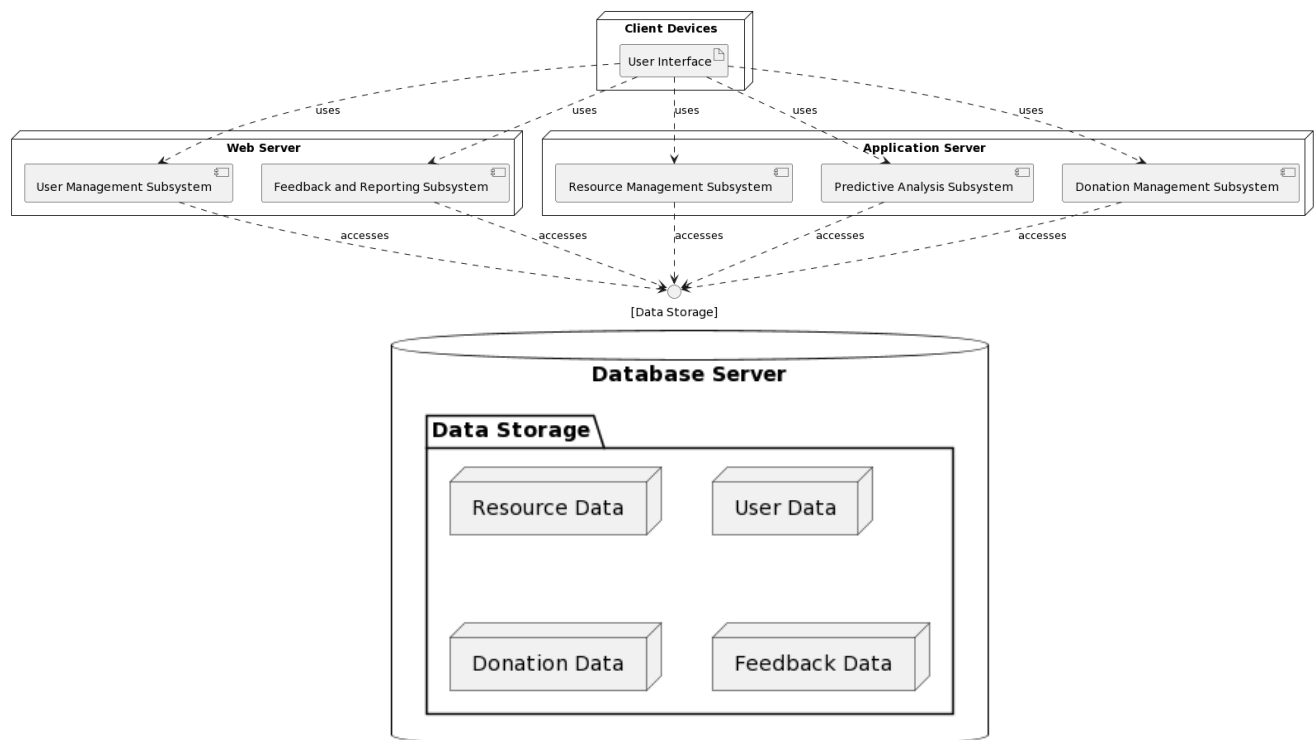 Client Devices
User Interface
uses
uses
uses
uses
uses
Web Server
Application Server
User Management Subsystem
Feedback and Reporting Subsystem
Resource Management Subsystem
Predictive Analysis Subsystem
Donation Management Subsystem
accesses
accesses
accesses
accesses
accesses
[Data Storage]
Database Server
Data Storage
Resource Data
User Data
Donation Data
Feedback Data